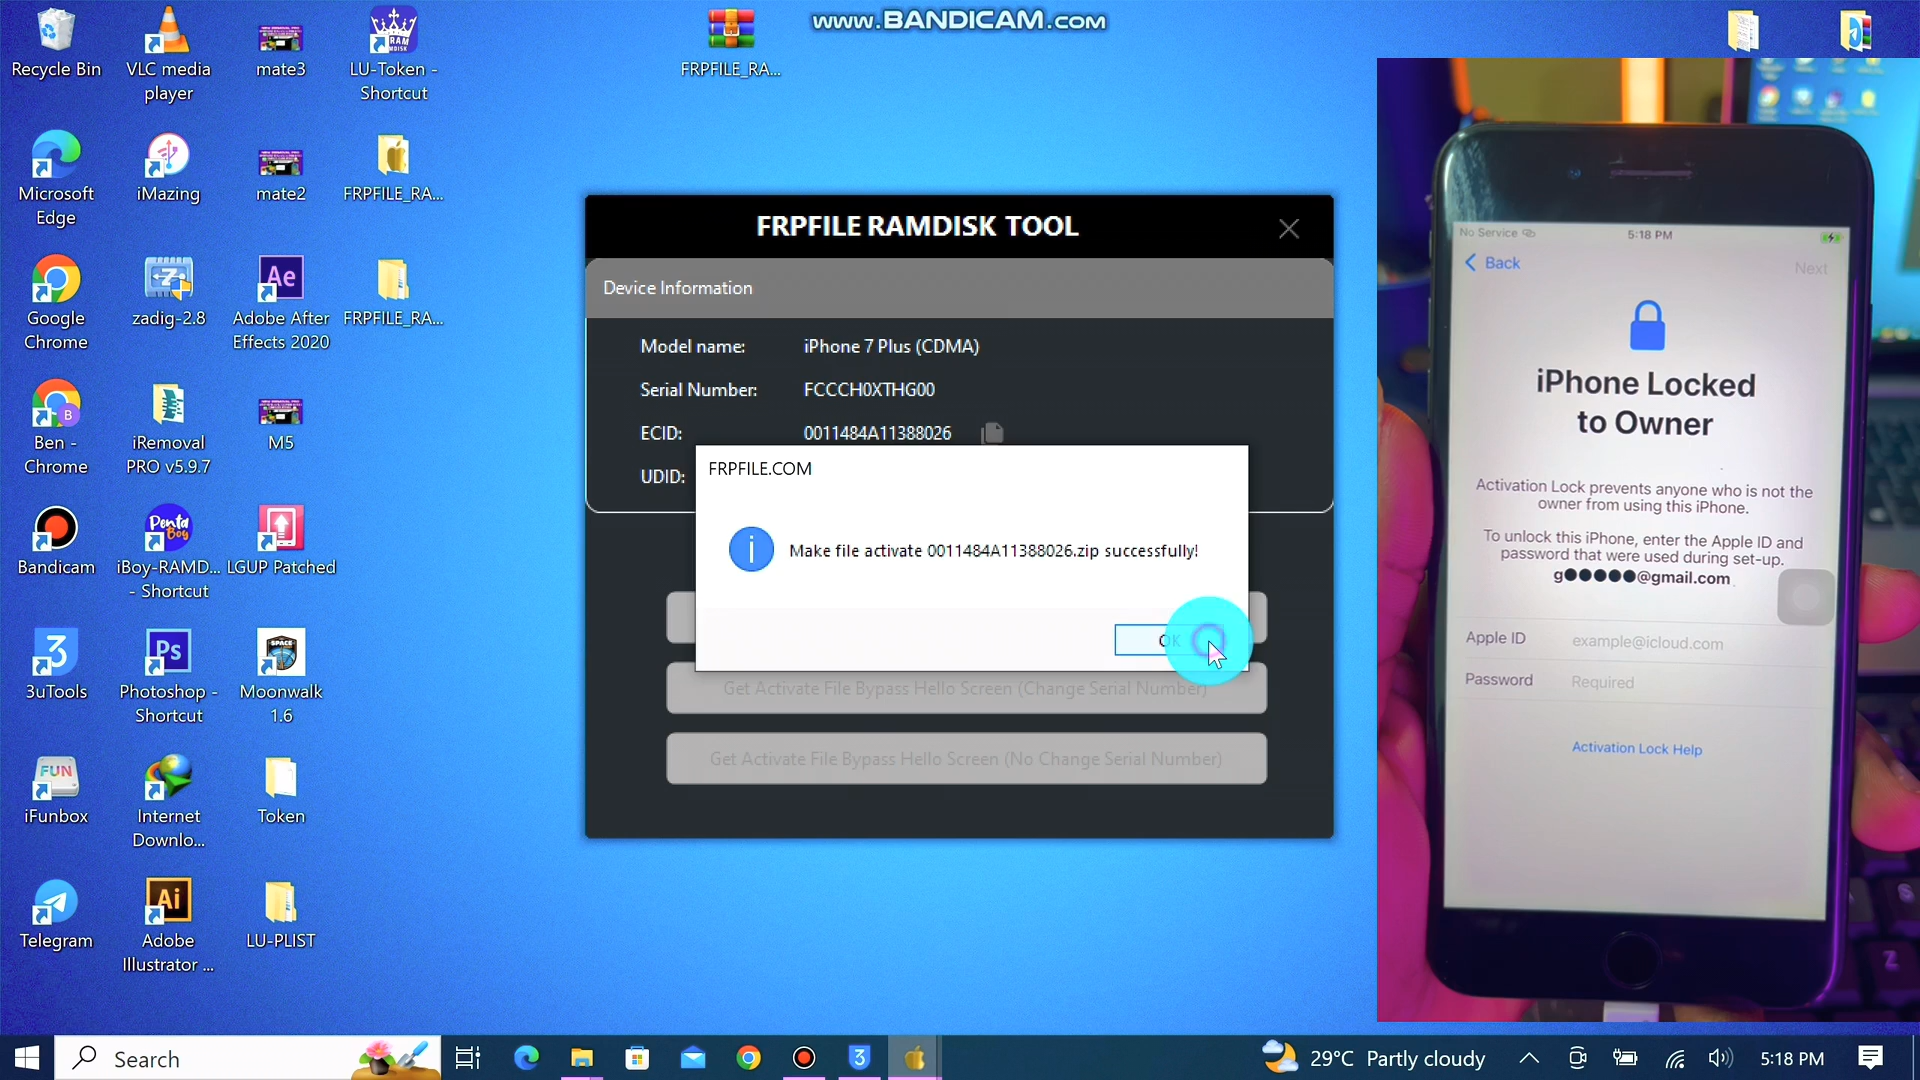 www.BANDICAM.com
Recycle Bin
VLC media
player
mate3
LU-Token -
Shortcut
FRPFILE_RA...
Microsoft
Edge
iMazing
mate2
FRPFILE_RA...
Google
Chrome
zadig-2.8
Adobe After
Effects 2020
FRPFILE_RA...
Ben -
Chrome
iRemoval
PRO v5.9.7
M5
Bandicam
iBoy-RAMD...
- Shortcut
LGUP Patched
3uTools
Photoshop -
Shortcut
Moonwalk
1.6
iFunbox
Internet
Downlo...
Token
Telegram
Adobe
Illustrator ...
LU-PLIST
FRPFILE RAMDISK TOOL
Device Information
Model name: iPhone 7 Plus (CDMA)
Serial Number: FCCCH0XTHG00
ECID: 0011484A11388026
UDID:
FRPFILE.COM
Make file activate 0011484A11388026.zip successfully!
OK
Get Activate File Bypass Hello Screen (Change Serial Number)
Get Activate File Bypass Hello Screen (No Change Serial Number)
No Service 5:18 PM
Back Next
iPhone Locked
to Owner
Activation Lock prevents anyone who is not the
owner from using this iPhone.
To unlock this iPhone, enter the Apple ID and
password that were used during set-up.
g●●●●●@gmail.com
Apple ID example@icloud.com
Password Required
Activation Lock Help
Search
29°C Partly cloudy
5:18 PM